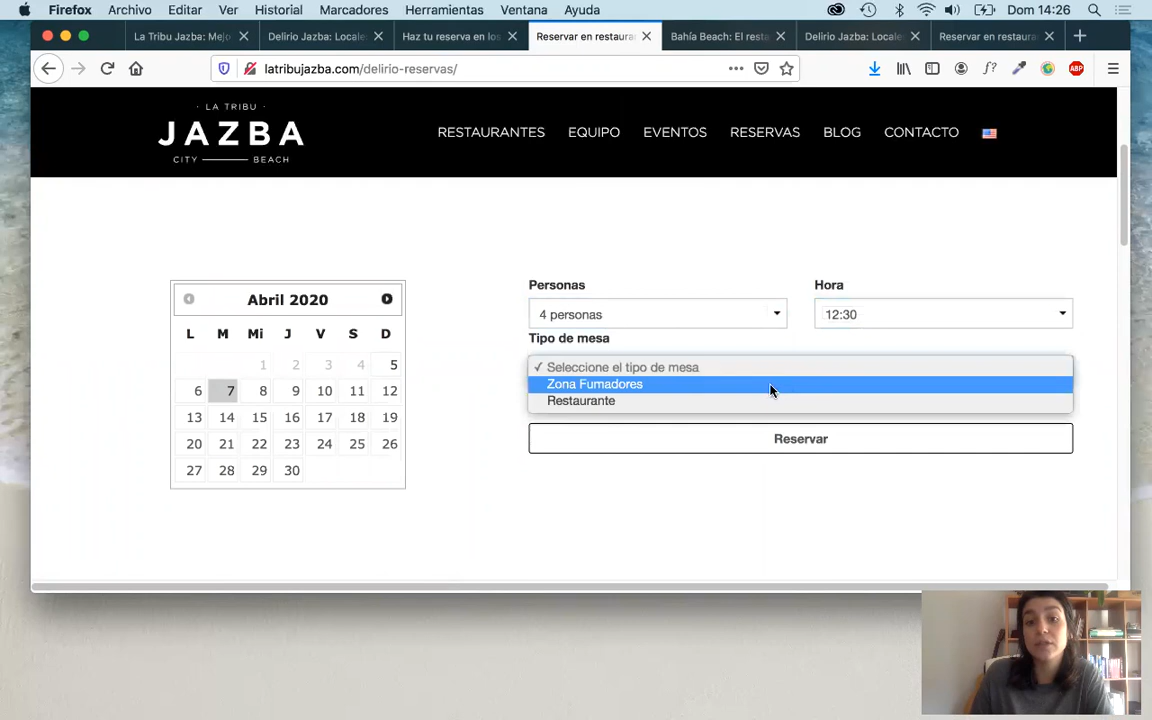 Firefox Archivo Editar Ver Historial Marcadores Herramientas Ventana Ayuda Dom 14:26
La Tribu Jazba: Mejo Delirio Jazba: Locale Haz tu reserva en los Reservar en restaura Bahía Beach: El resta Delirio Jazba: Locale Reservar en restaura
latribujazba.com/delirio-reservas/
ABP
· LA TRIBU ·
JAZBA
CITY BEACH
RESTAURANTES EQUIPO EVENTOS RESERVAS BLOG CONTACTO
Abril 2020
L M Mi J V S D
1 2 3 4 5
6 7 8 9 10 11 12
13 14 15 16 17 18 19
20 21 22 23 24 25 26
27 28 29 30
Personas Hora
4 personas 12:30
Tipo de mesa
✓ Seleccione el tipo de mesa
Zona Fumadores
Restaurante
Reservar